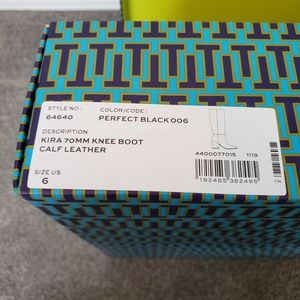 STYLE NO: COLOR/CODE:
64640 PERFECT BLACK 006
DESCRIPTION
KIRA 70MM KNEE BOOT
CALF LEATHER
4400077015 1119
SIZE US
6
192485352495
CN